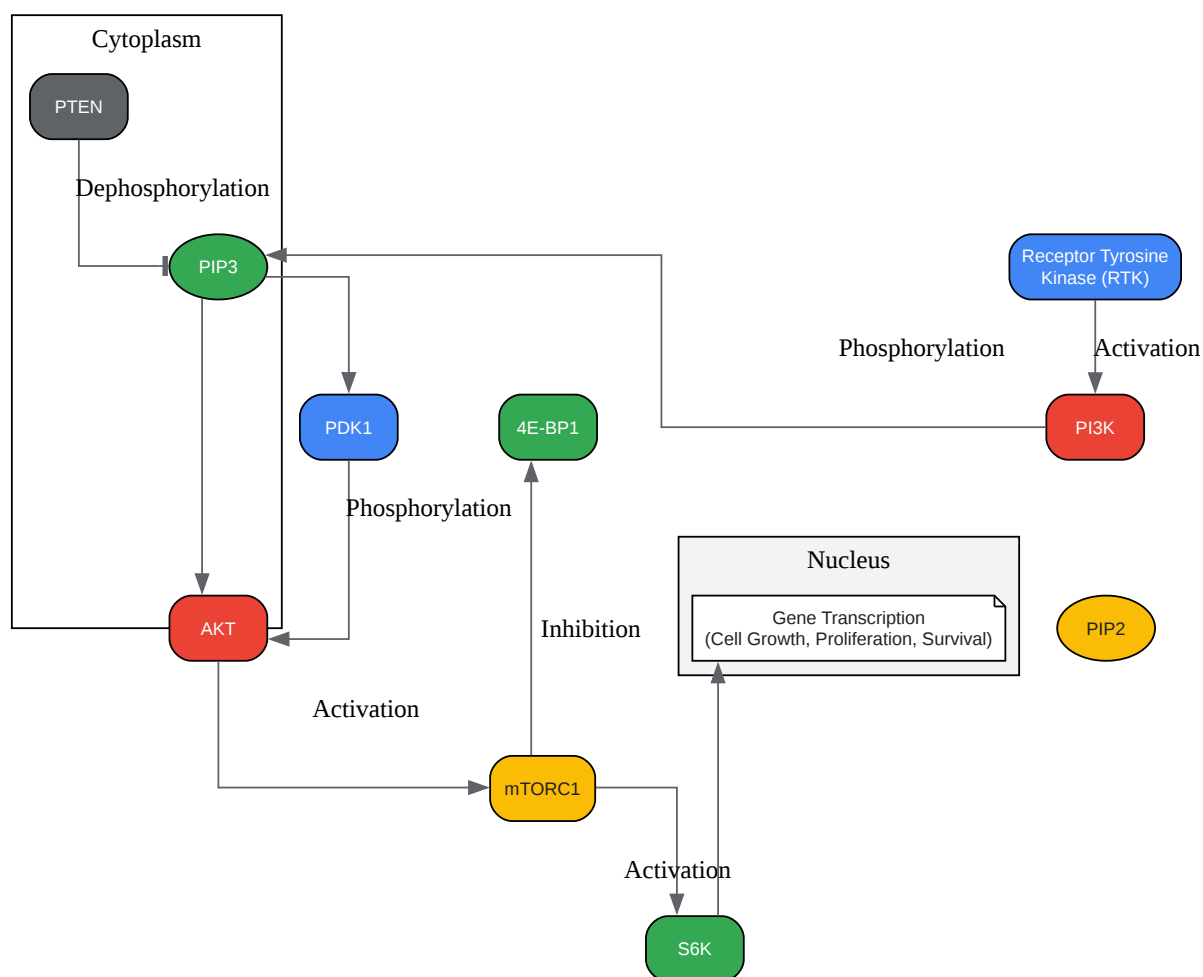 Cytoplasm
PTEN
Dephosphorylation
PIP3
Receptor Tyrosine
Kinase (RTK)
Phosphorylation
Activation
PDK1
4E-BP1
PI3K
Phosphorylation
Nucleus
Gene Transcription
(Cell Growth, Proliferation, Survival)
PIP2
AKT
Inhibition
Activation
mTORC1
Activation
S6K